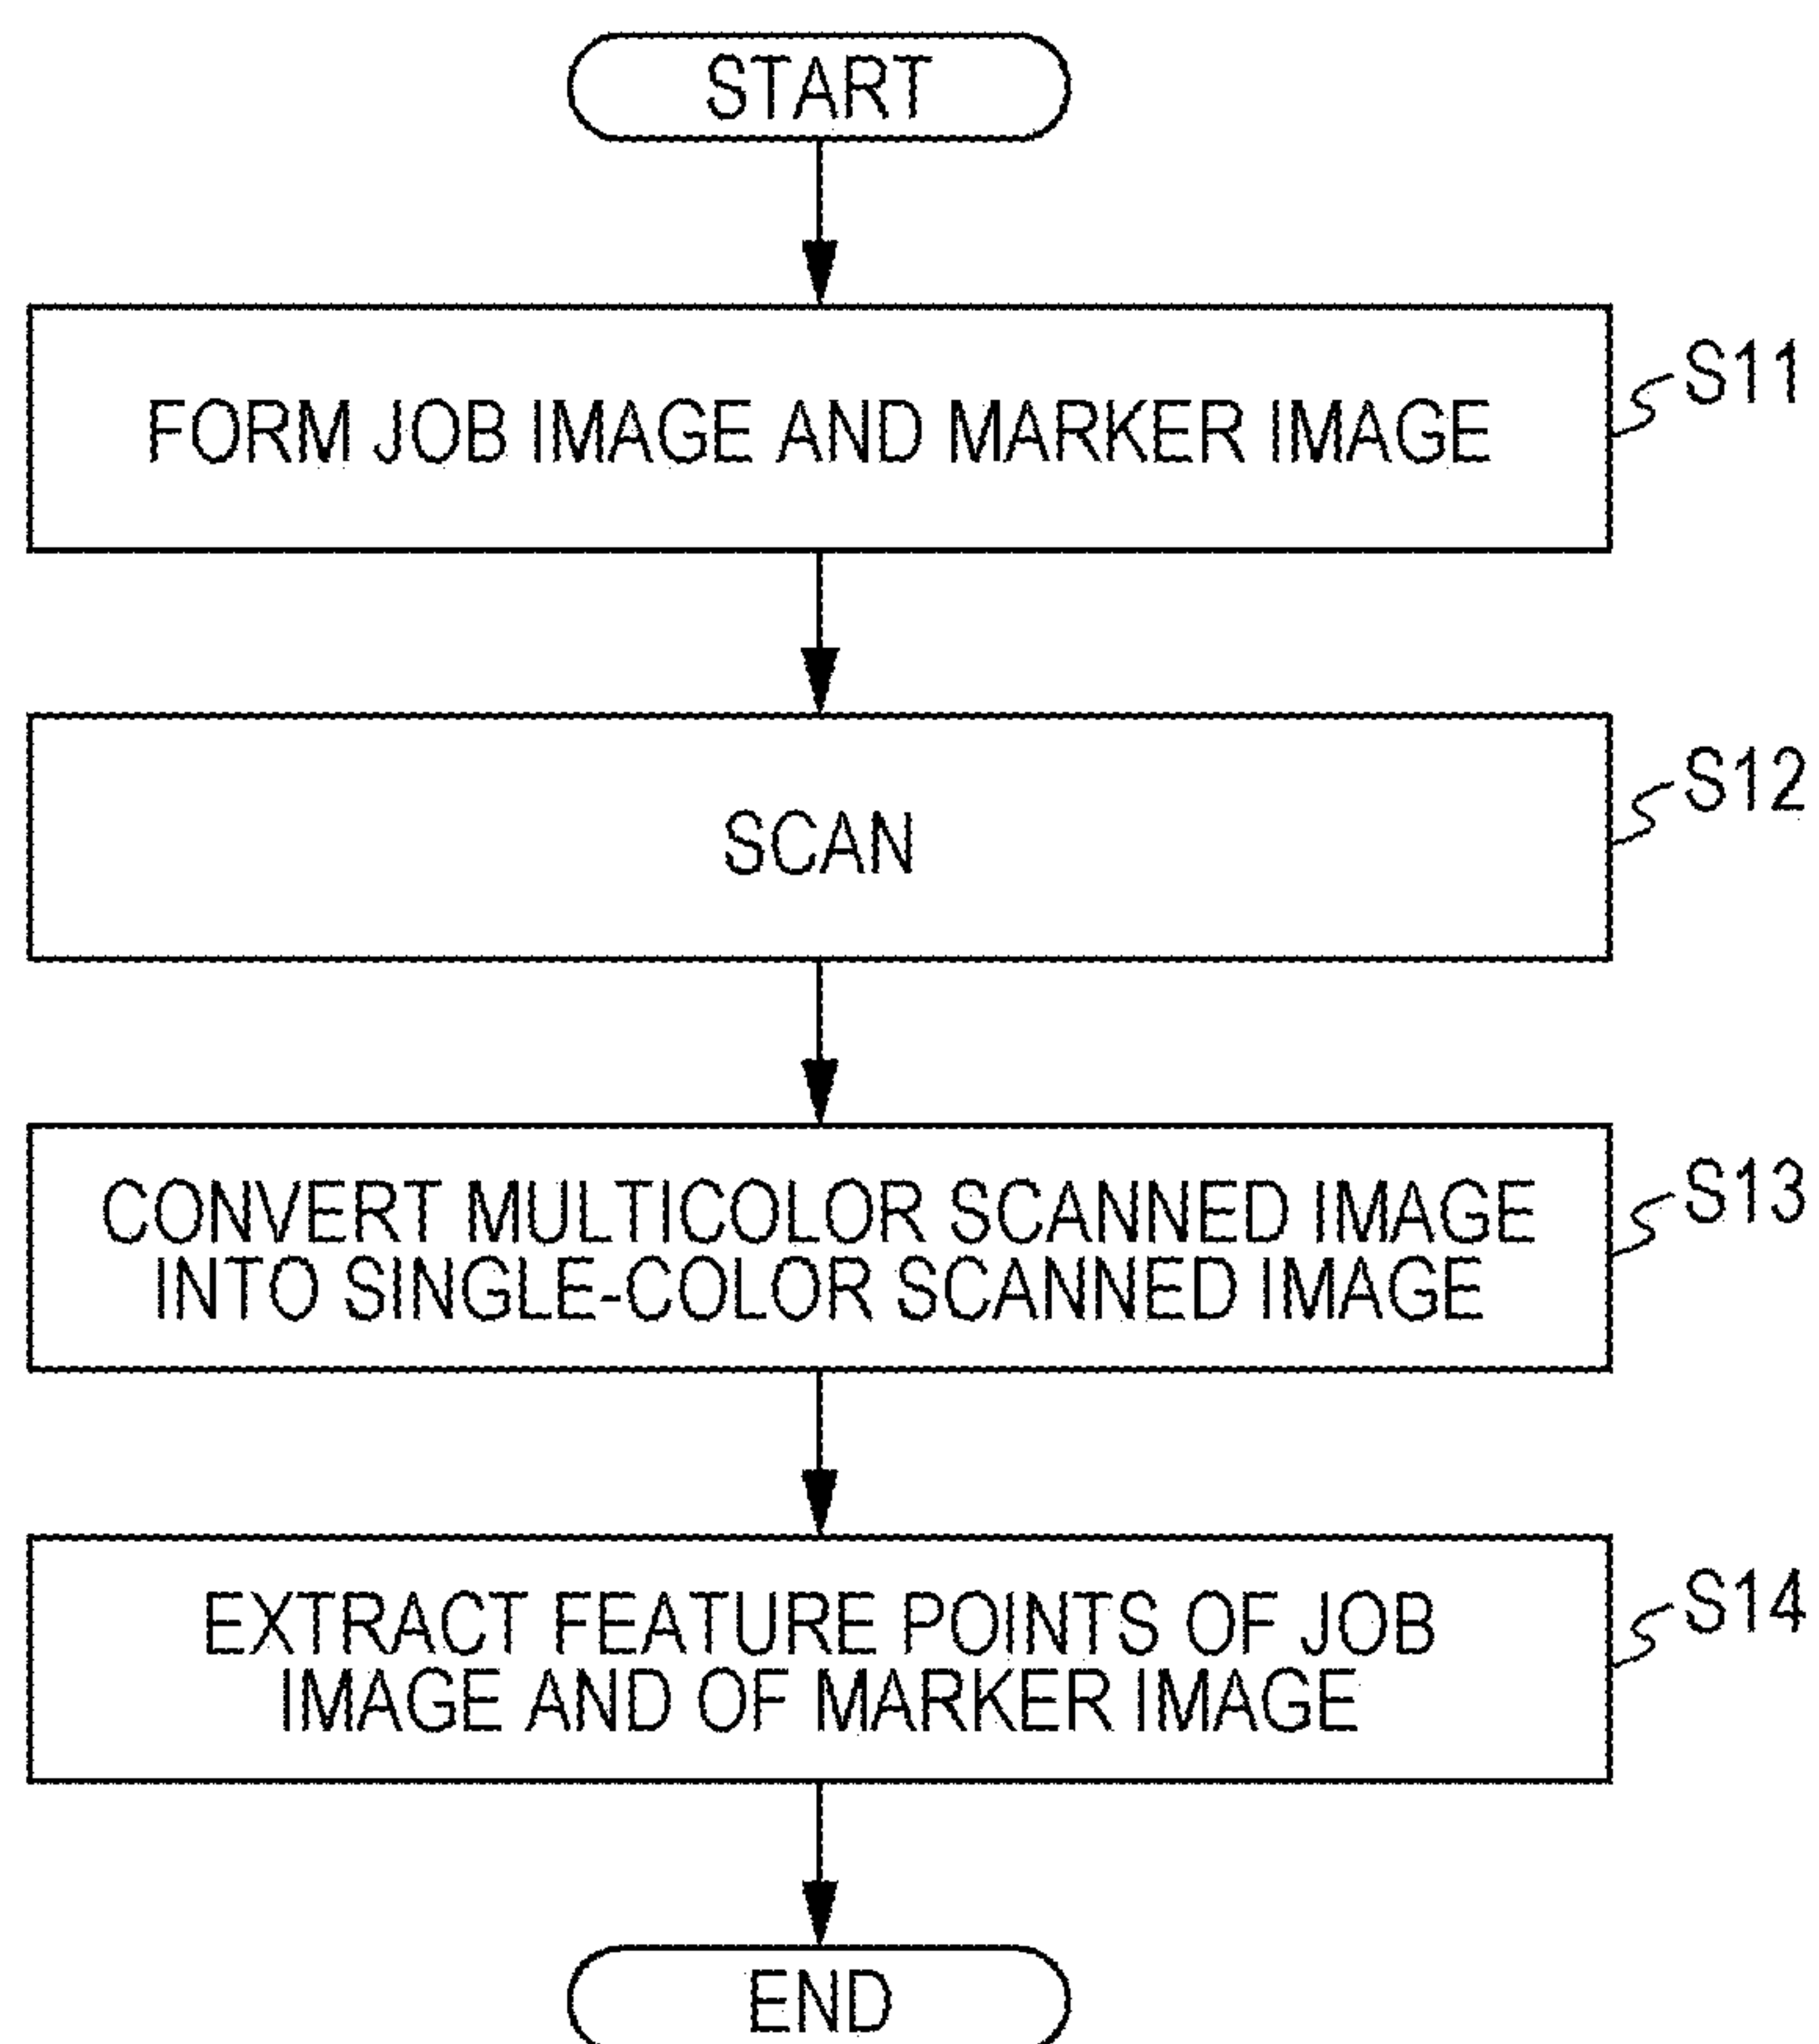 START
FORM JOB IMAGE AND MARKER IMAGE
S11
SCAN
S12
CONVERT MULTICOLOR SCANNED IMAGE
INTO SINGLE-COLOR SCANNED IMAGE
S13
EXTRACT FEATURE POINTS OF JOB
IMAGE AND OF MARKER IMAGE
S14
END